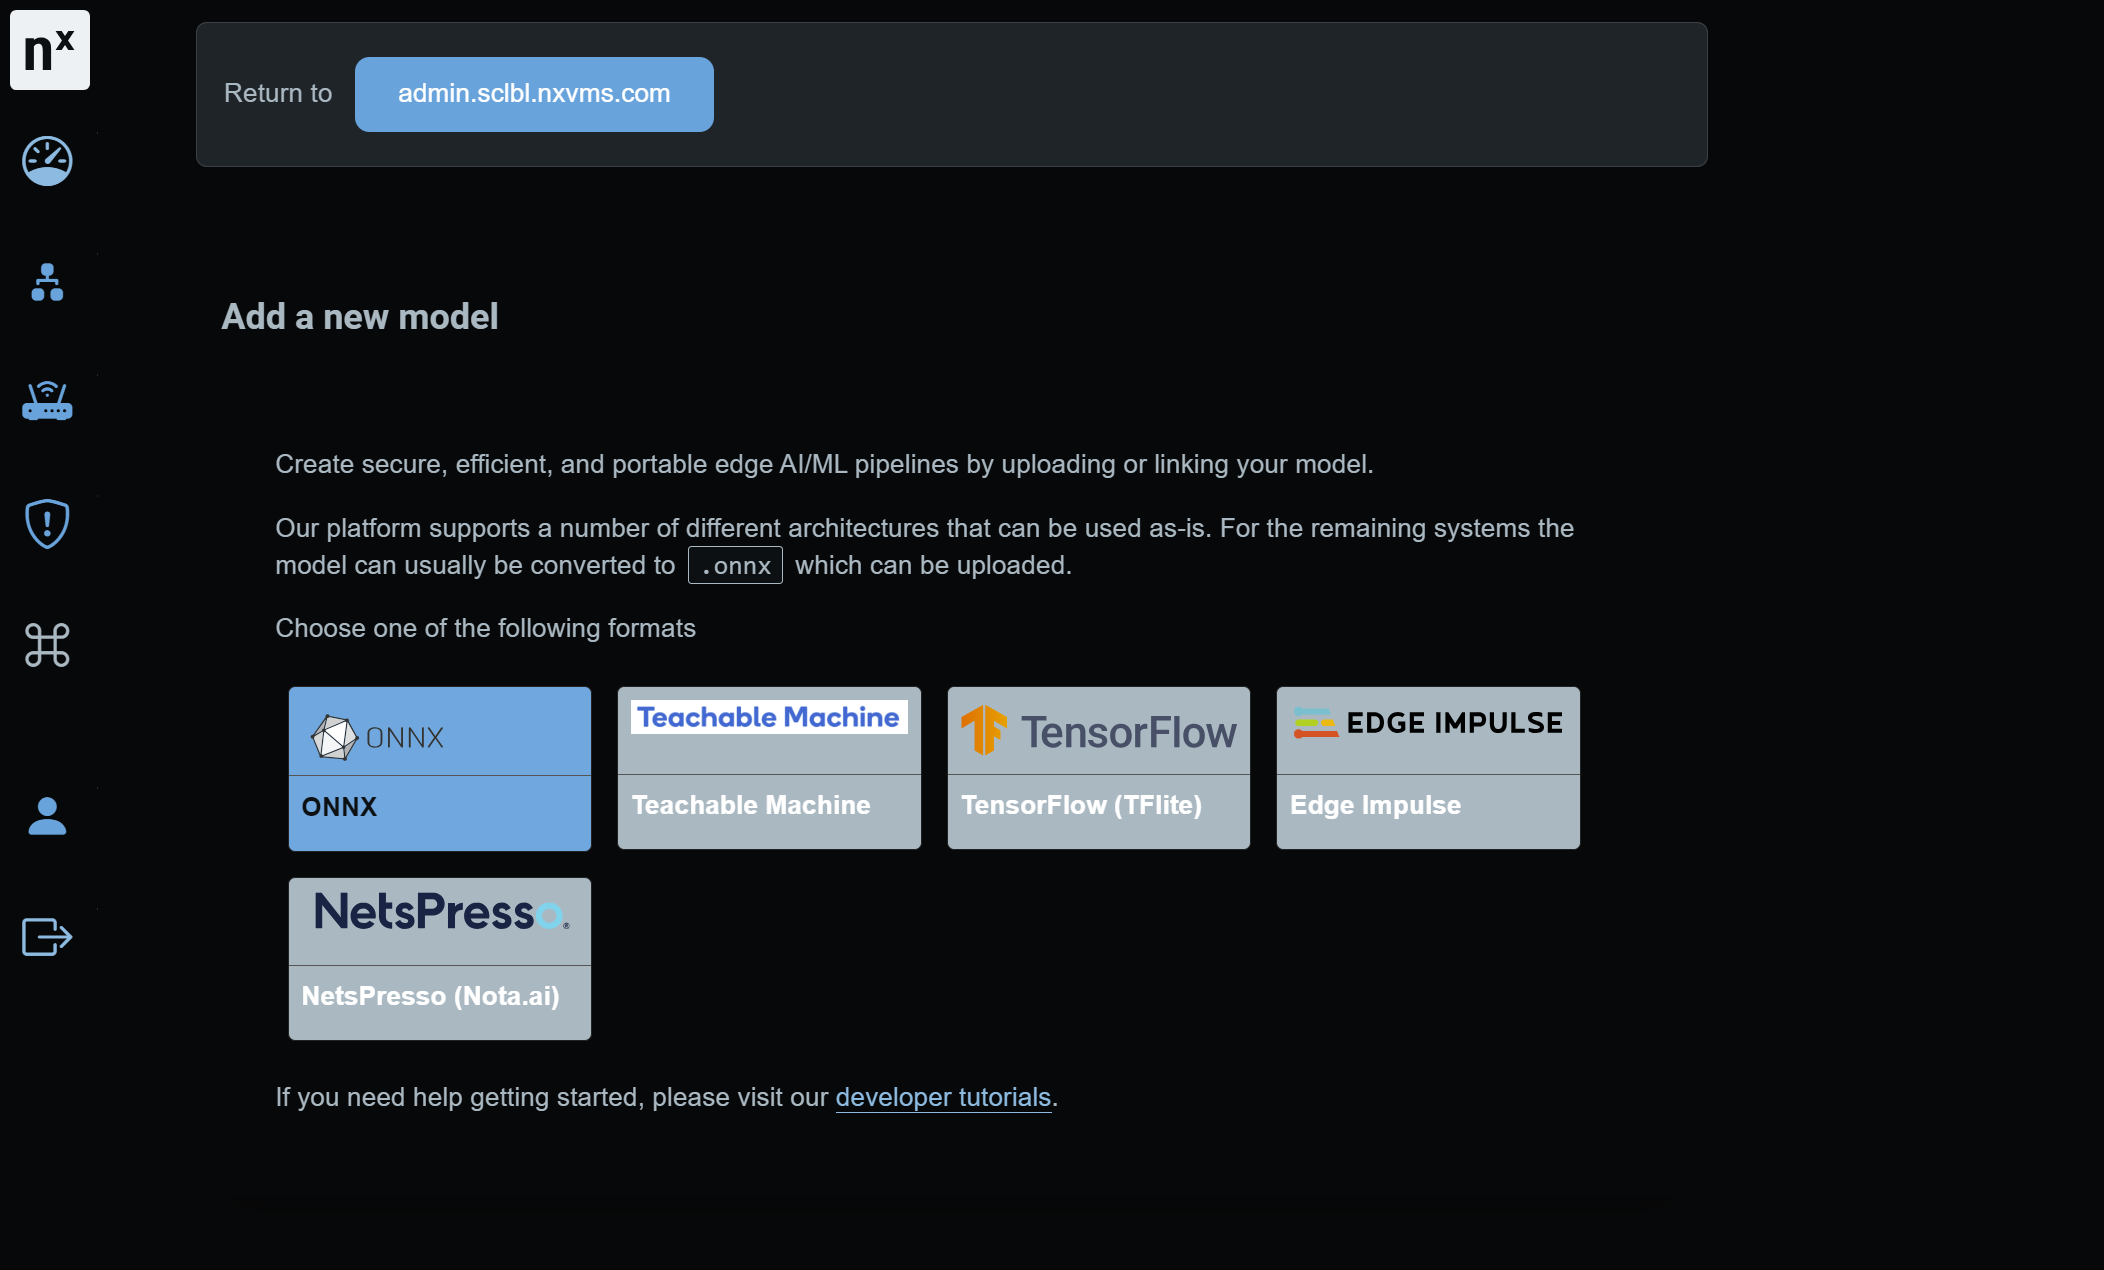 nx
Return to admin.sclbl.nxvms.com
Add a new model
Create secure, efficient, and portable edge AI/ML pipelines by uploading or linking your model.
Our platform supports a number of different architectures that can be used as-is. For the remaining systems the
model can usually be converted to .onnx which can be uploaded.
Choose one of the following formats
ONNX
ONNX
Teachable Machine
Teachable Machine
TensorFlow
TensorFlow (TFlite)
EDGE IMPULSE
Edge Impulse
NetsPresso®
NetsPresso (Nota.ai)
If you need help getting started, please visit our developer tutorials.